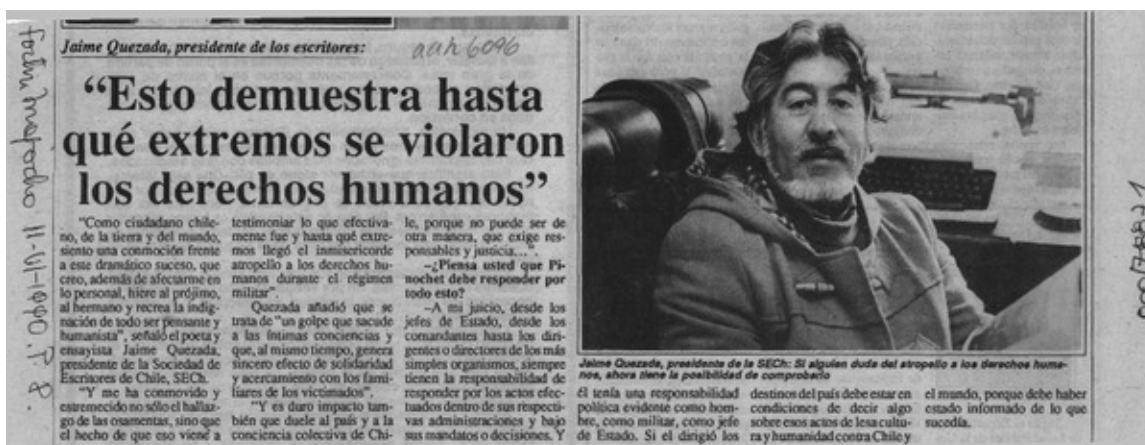 Jaime Quezada, presidente de los escritores:
aah6096
“Esto demuestra hasta
qué extremos se violaron
los derechos humanos”
"Como ciudadano chile-
no, de la tierra y del mundo,
siento una conmoción frente
a este dramático suceso, que
creo, además de afectarme en
lo personal, hiere al prójimo,
al hermano y recrea la indig-
nación de todo ser pensante y
humanista", señaló el poeta y
ensayista Jaime Quezada,
presidente de la Sociedad de
Escritores de Chile, SECh.
"Y me ha conmovido y
estremecido no sólo el hallaz-
go de las osamentas, sino que
el hecho de que eso viene a
testimoniar lo que efectiva-
mente fue y hasta qué extre-
mos llegó el inmisericorde
atropello a los derechos hu-
manos durante el régimen
militar".
Quezada añadió que se
trata de "un golpe que sacude
a las íntimas conciencias y
que, al mismo tiempo, genera
sincero efecto de solidaridad
y acercamiento con los fami-
liares de los victimados".
"Y es duro impacto tam-
bién que duele al país y a la
conciencia colectiva de Chi-
le, porque no puede ser de
otra manera, que exige res-
ponsables y justicia...".
–¿Piensa usted que Pi-
nochet debe responder por
todo esto?
–A mi juicio, desde los
jefes de Estado, desde los
comandantes hasta los diri-
gentes o directores de los más
simples organismos, siempre
tienen la responsabilidad de
responder por los actos efec-
tuados dentro de sus respecti-
vas administraciones y bajo
sus mandatos o decisiones. Y
Jaime Quezada, presidente de la SECh: Si alguien duda del atropello a los derechos huma-
nos, ahora tiene la posibilidad de comprobarlo
él tenía una responsabilidad
política evidente como hom-
bre, como militar, como jefe
de Estado. Si el dirigió los
destinos del país debe estar en
condiciones de decir algo
sobre esos actos de lesa cultu-
ra y humanidad contra Chile y
el mundo, porque debe haber
estado informado de lo que
sucedía.
Fortín Mapocho 11-VI-1990. P. 8.